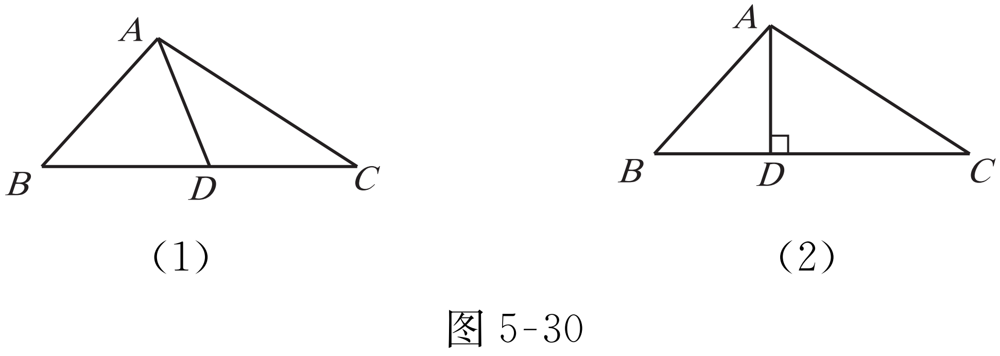 A A
B D C B D C
(1) (2)
图 5-30